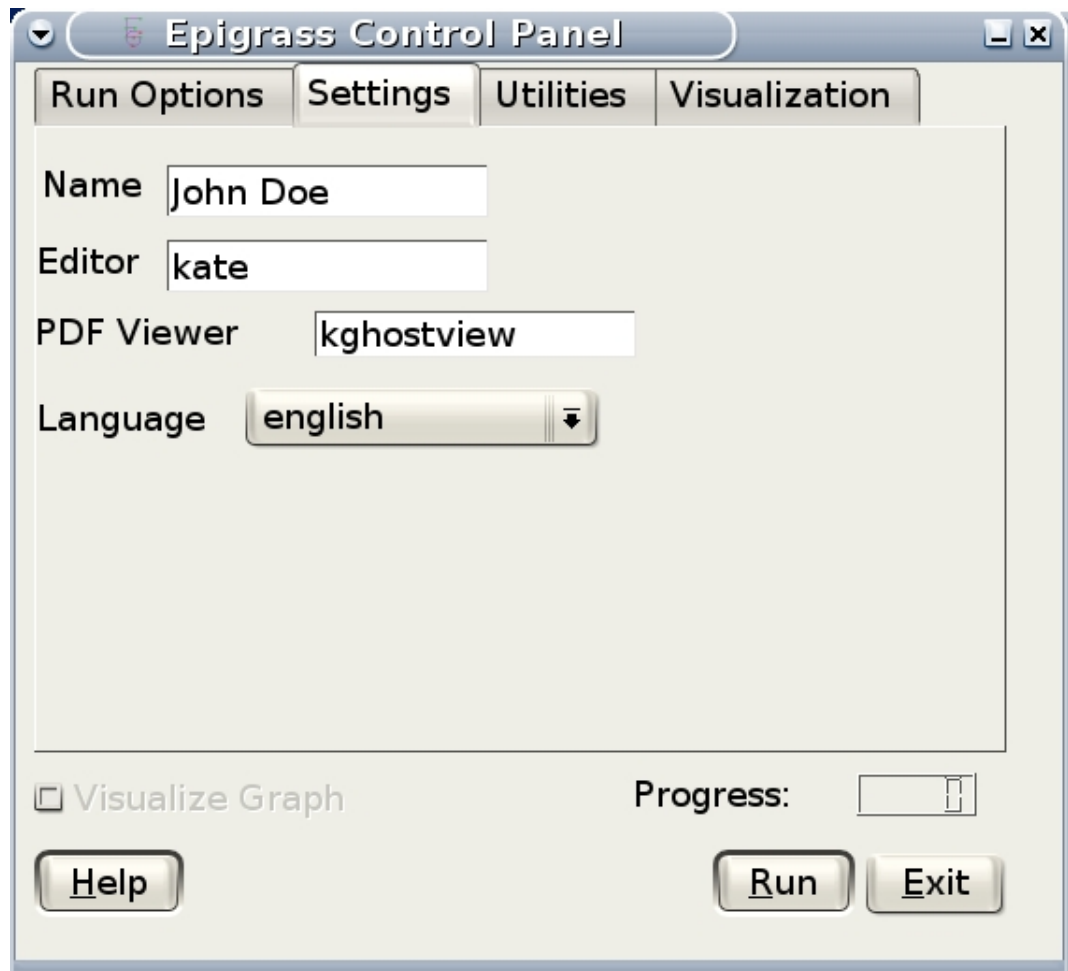 Epigrass Control Panel
Run Options Settings Utilities Visualization
Name John Doe
Editor kate
PDF Viewer kghostview
Language english
Visualize Graph Progress: 0
Help Run Exit